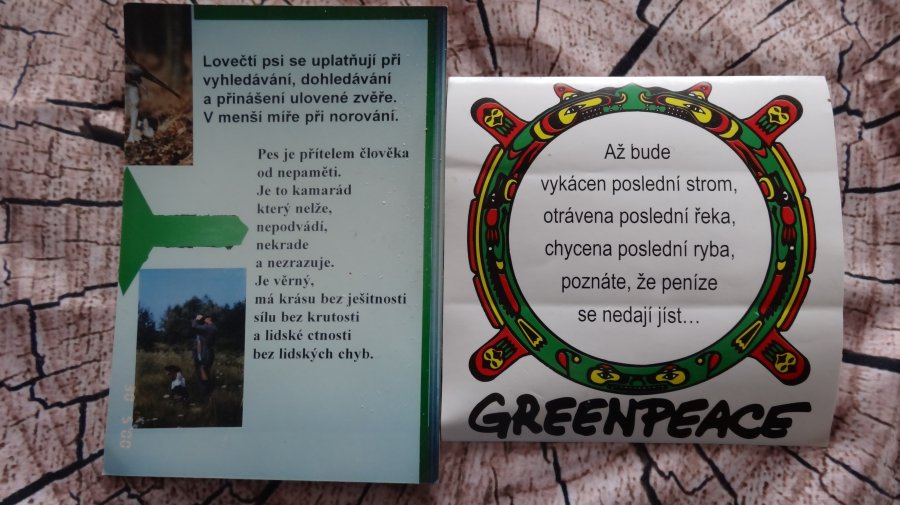 Lovečtí psi se uplatňují při
vyhledávání, dohledávání
a přinášení ulovené zvěře.
V menší míře při norování.
Pes je přítelem člověka
od nepaměti.
Je to kamarád
který nelže,
nepodvádí,
nekrade
a nezrazuje.
Je věrný,
má krásu bez ješitnosti
sílu bez krutosti
a lidské ctnosti
bez lidských chyb.
Až bude
vykácen poslední strom,
otrávena poslední řeka,
chycena poslední ryba,
poznáte, že peníze
se nedají jíst...
GREENPEACE